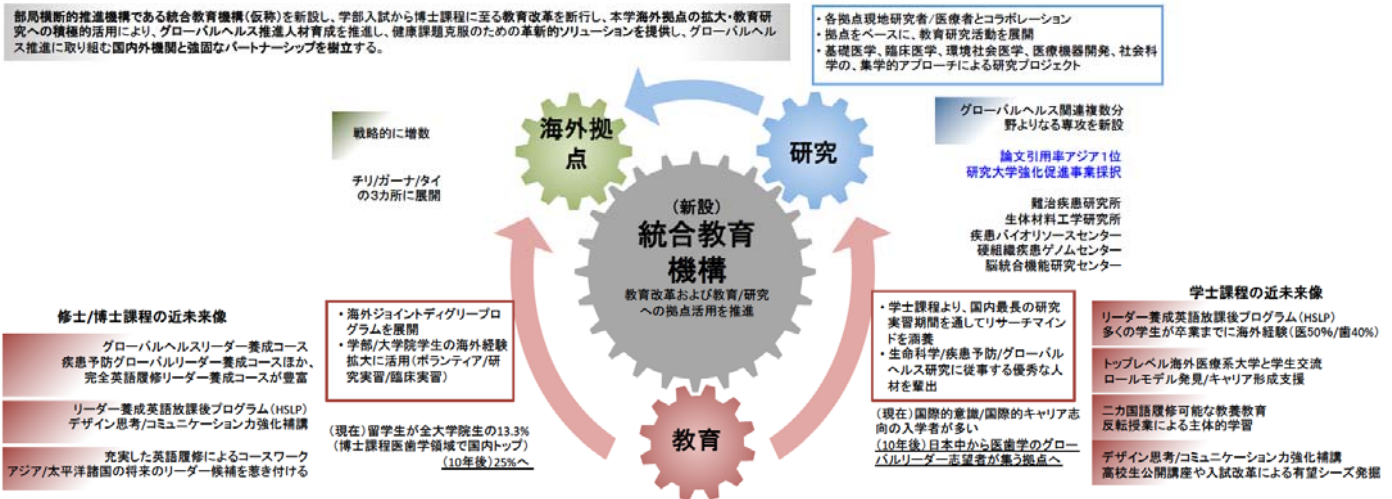 部局横断的推進機構である統合教育機構(仮称)を新設し、学部入試から博士課程に至る教育改革を断行し、本学海外拠点の拡大・教育研
究への積極的活用により、グローバルヘルス推進人材育成を推進し、健康課題克服のための革新的ソリューションを提供し、グローバルヘル
ス推進に取り組む国内外機関と強固なパートナーシップを樹立する。
・各拠点現地研究者/医療者とコラボレーション
・拠点をベースに、教育研究活動を展開
・基礎医学、臨床医学、環境社会医学、医療機器開発、社会科
学の、集学的アプローチによる研究プロジェクト
戦略的に増数
チリ/ガーナ/タイ
の3カ所に展開
海外拠
点
研究
グローバルヘルス関連複数分
野よりなる専攻を新設
論文引用率アジア1位
研究大学強化促進事業採択
難治疾患研究所
生体材料工学研究所
疾患バイオリソースセンター
硬組織疾患ゲノムセンター
脳統合機能研究センター
(新設)
統合教育
機構
教育改革および教育/研究
への拠点活用を推進
修士/博士課程の近未来像
グローバルヘルスリーダー養成コース
疾患予防グローバルリーダー養成コースほか、
完全英語履修リーダー養成コースが豊富
リーダー養成英語放課後プログラム(HSLP)
デザイン思考/コミュニケーション力強化補講
充実した英語履修によるコースワーク
アジア/太平洋諸国の将来のリーダー候補を惹き付ける
・海外ジョイントディグリープロ
グラムを展開
・学部/大学院学生の海外経験
拡大に活用(ボランティア/研
究実習/臨床実習)
(現在)留学生が全大学院生の13.3%
(博士課程医歯学領域で国内トップ)
(10年後)25%へ
教育
・学士課程より、国内最長の研究
実習期間を通してリサーチマイン
ドを涵養
・生命科学/疾患予防/グローバル
ヘルス研究に従事する優秀な人
材を輩出
(現在)国際的意識/国際的キャリア志
向の入学者が多い
(10年後)日本中から医歯学のグロー
バルリーダー志望者が集う拠点へ
学士課程の近未来像
リーダー養成英語放課後プログラム(HSLP)
多くの学生が卒業までに海外経験(医50%/歯40%)
トップレベル海外医療系大学と学生交流
ロールモデル発見/キャリア形成支援
二カ国語履修可能な教養教育
反転授業による主体的学習
デザイン思考/コミュニケーション力強化補講
高校生公開講座や入試改革による有望シーズ発掘